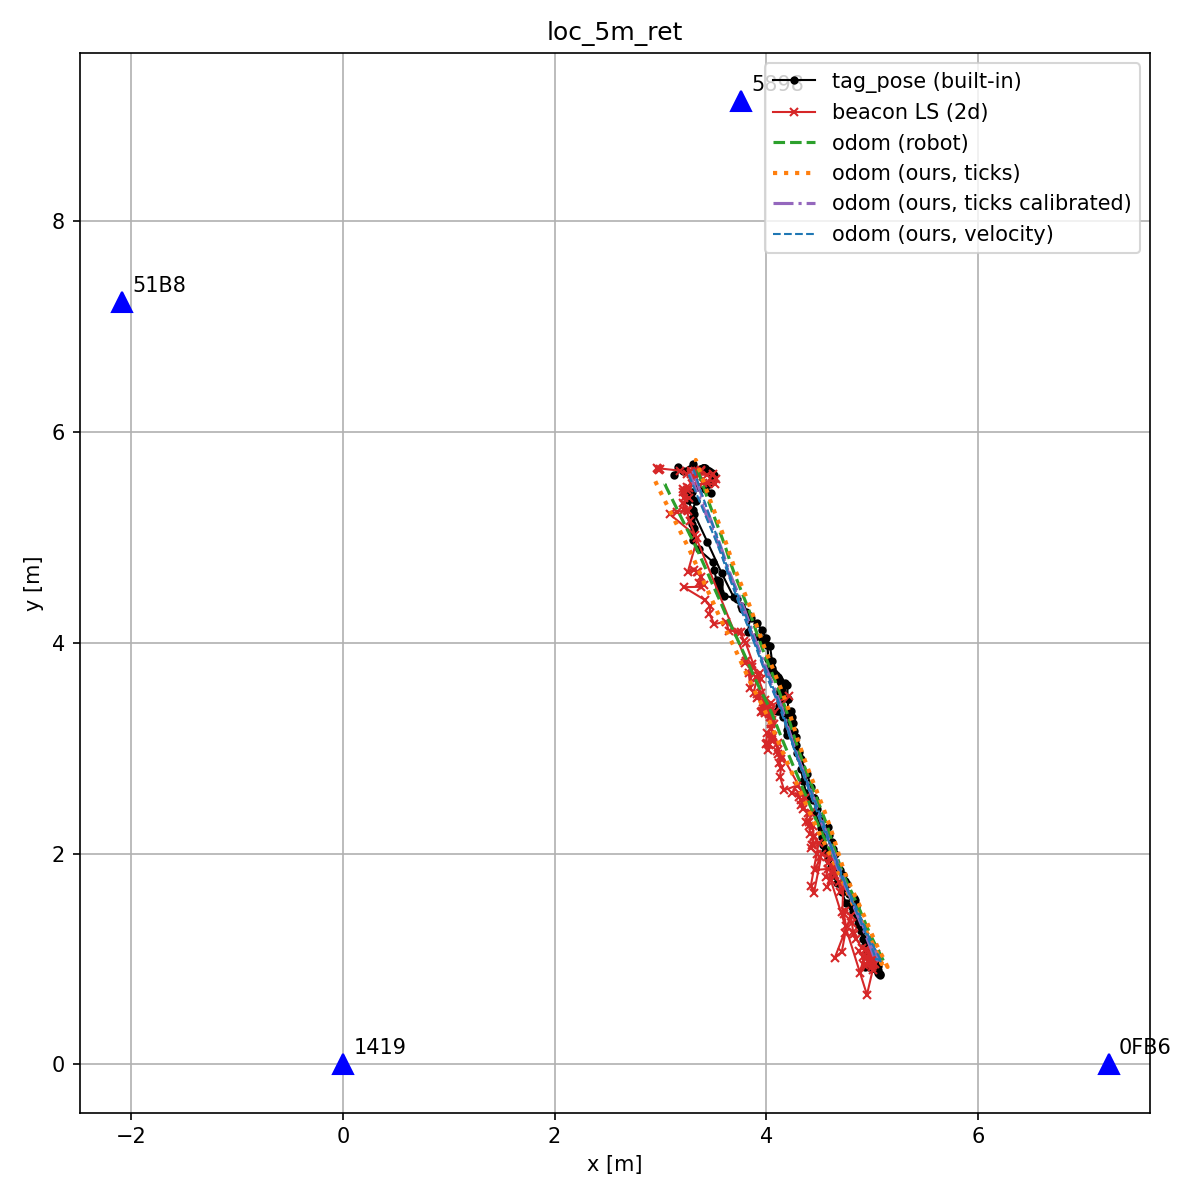 loc_5m_ret
5898
tag_pose (built-in)
beacon LS (2d)
odom (robot)
odom (ours, ticks)
odom (ours, ticks calibrated)
odom (ours, velocity)
51B8
1419
0FB6
8
6
4
2
0
−2
0
2
4
6
y [m]
x [m]